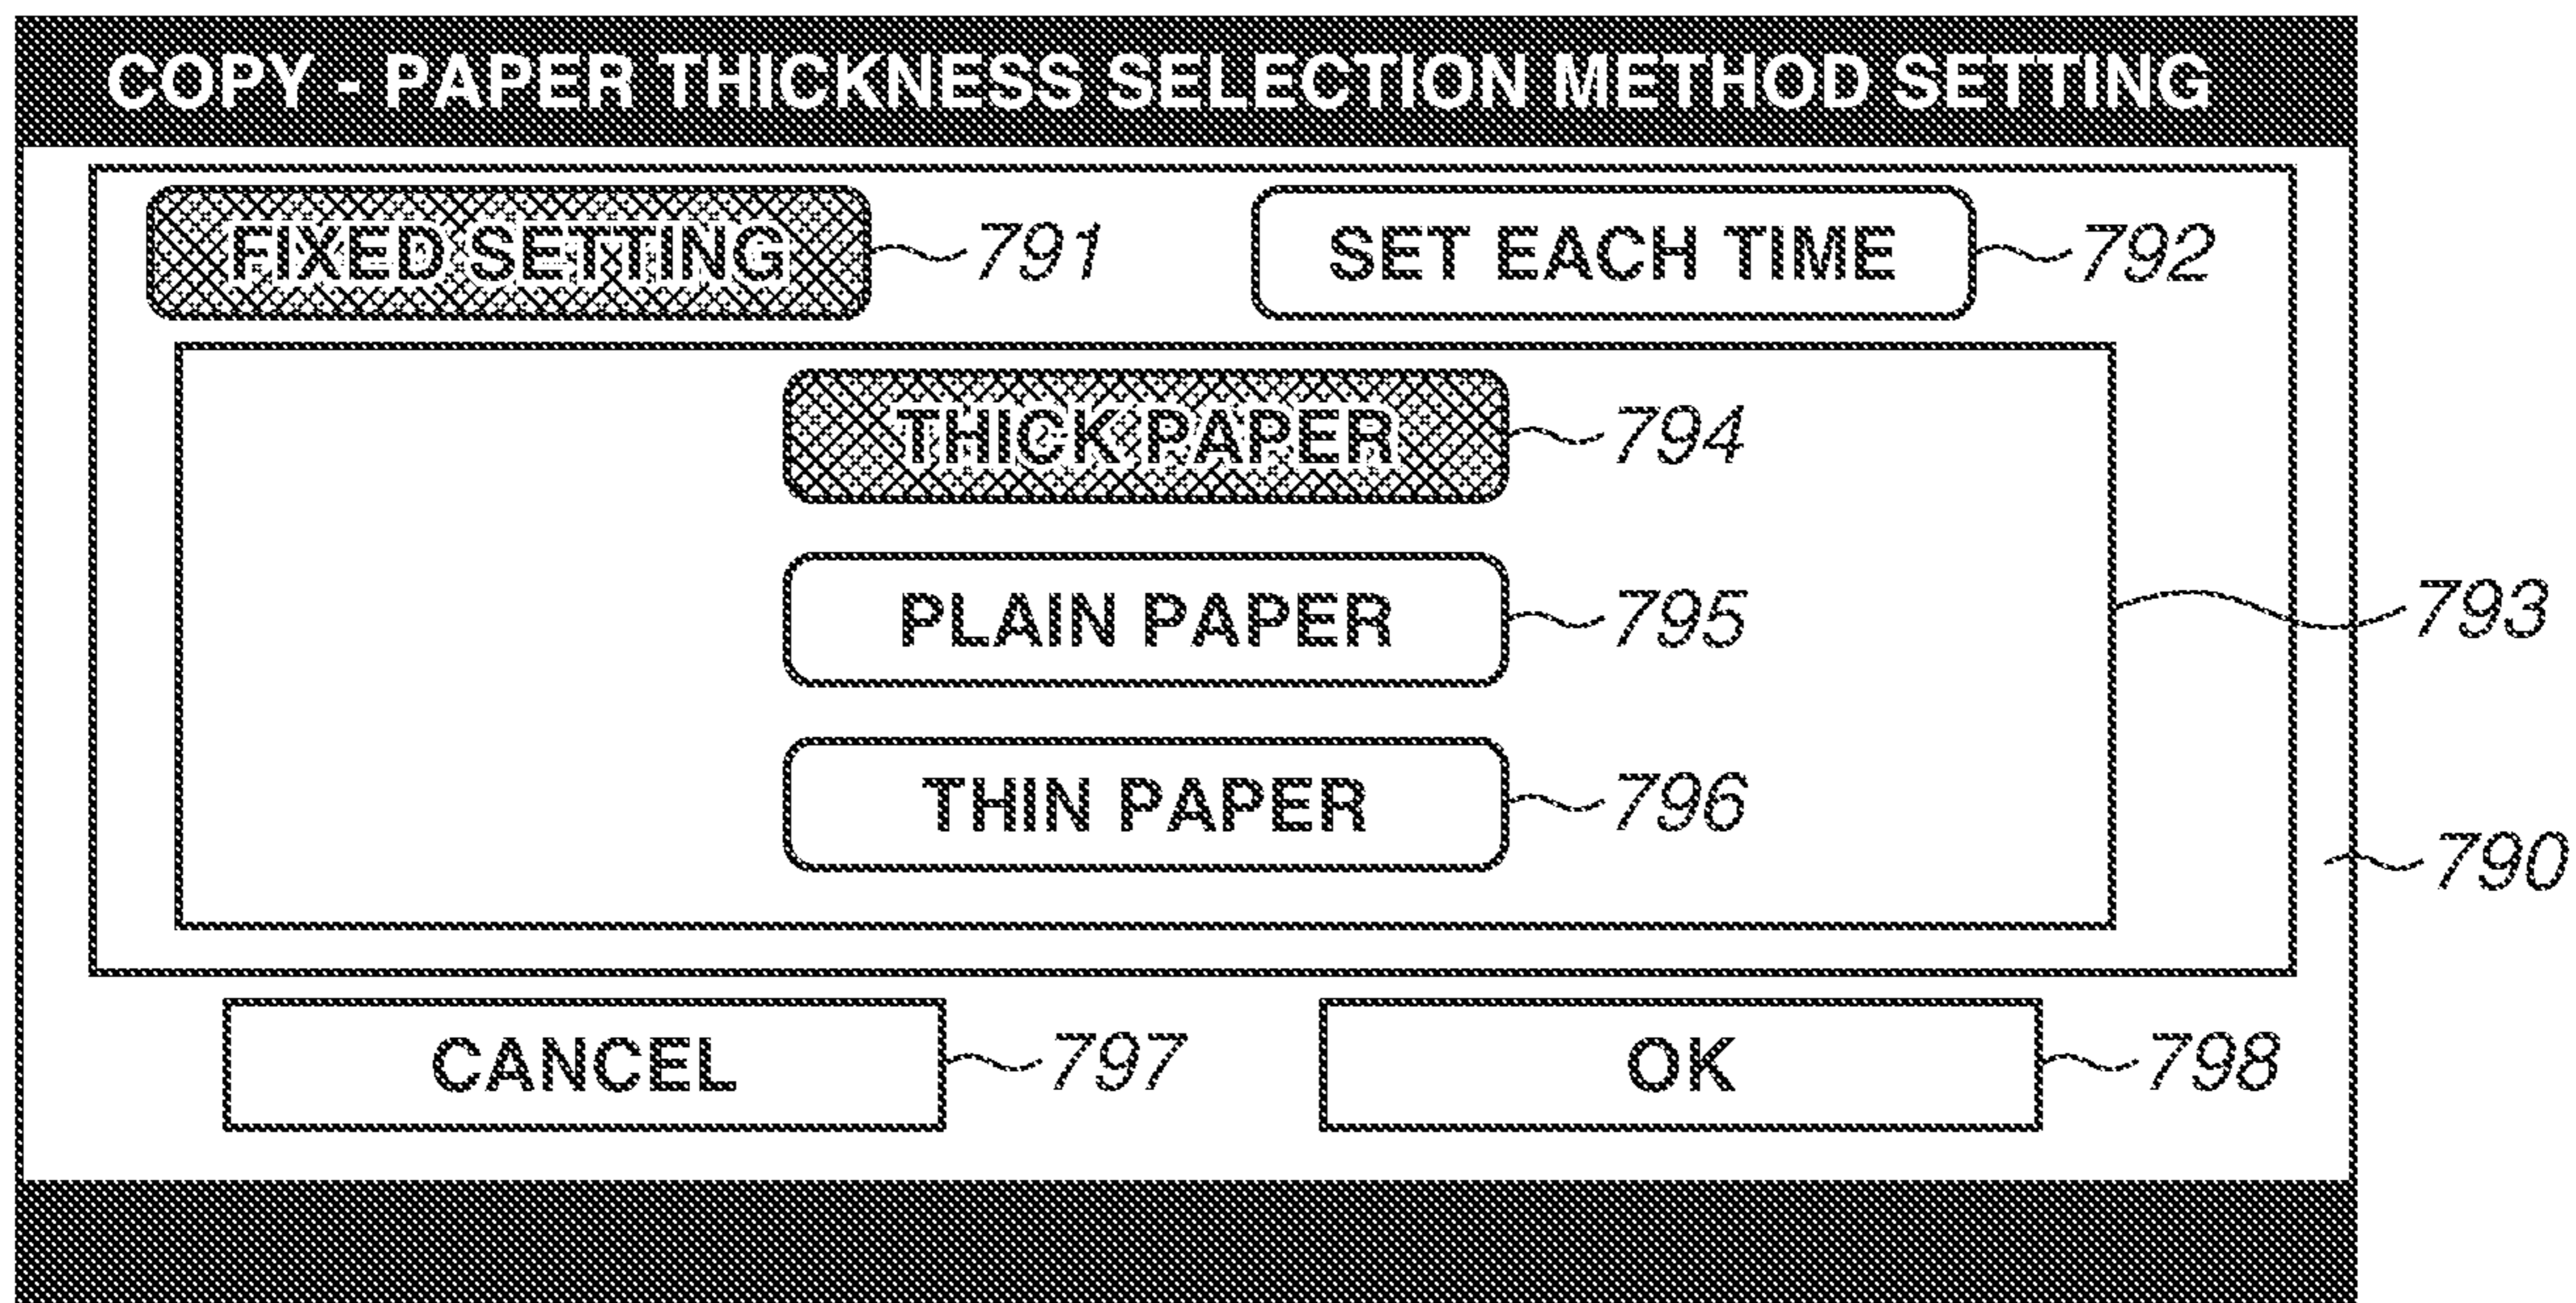 COPY - PAPER THICKNESS SELECTION METHOD SETTING
FIXED SETTING 791 SET EACH TIME 792
THICK PAPER 794
PLAIN PAPER 795 793
THIN PAPER 796
790
CANCEL 797 OK 798